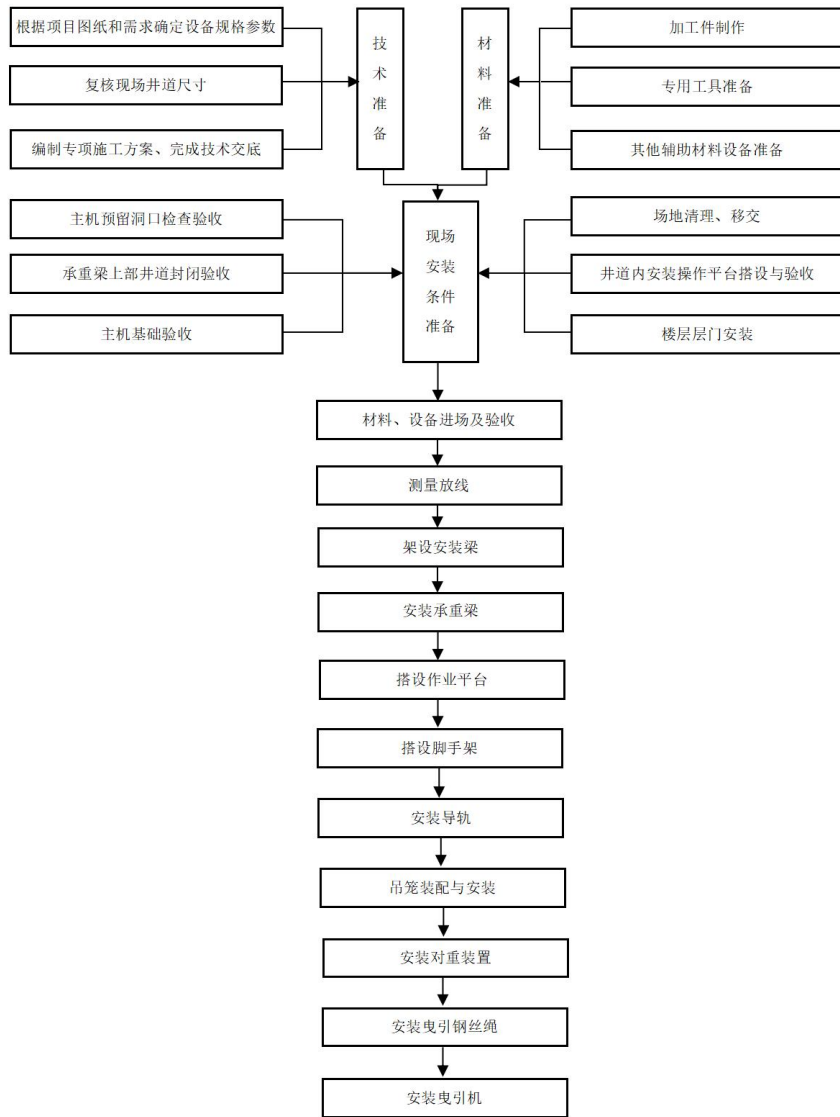 根据项目图纸和需求确定设备规格参数
复核现场井道尺寸
编制专项施工方案、完成技术交底
技
术
准
备
材
料
准
备
加工件制作
专用工具准备
其他辅助材料设备准备
主机预留洞口检查验收
承重梁上部井道封闭验收
主机基础验收
现场
安装
条件
准备
场地清理、移交
井道内安装操作平台搭设与验收
楼层层门安装
材料、设备进场及验收
测量放线
架设安装梁
安装承重梁
搭设作业平台
搭设脚手架
安装导轨
吊笼装配与安装
安装对重装置
安装曳引钢丝绳
安装曳引机